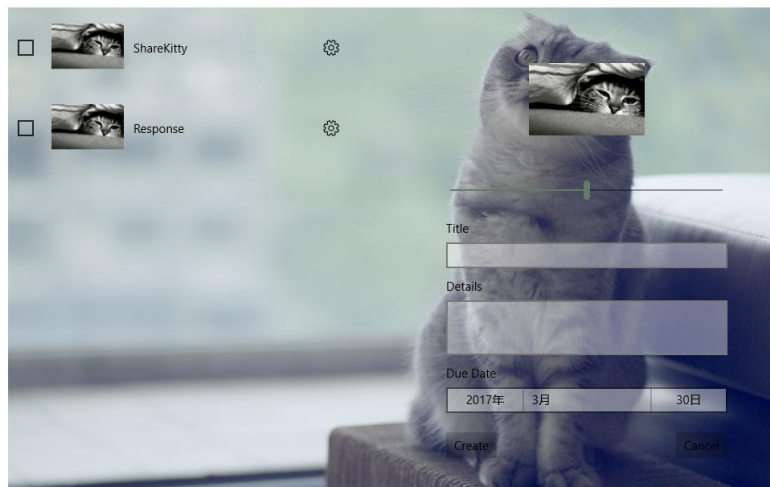 ShareKitty
Response
Title
Details
Due Date
2017年 3月 30日
Create Cancel